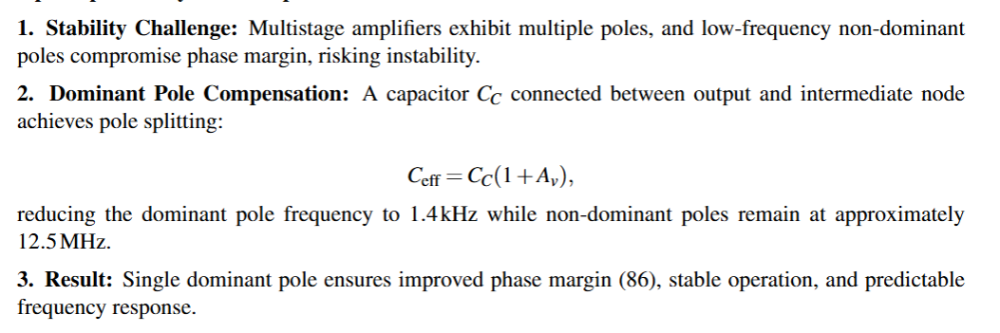 1. Stability Challenge: Multistage amplifiers exhibit multiple poles, and low-frequency non-dominant
poles compromise phase margin, risking instability.
2. Dominant Pole Compensation: A capacitor C_C connected between output and intermediate node
achieves pole splitting:
C_eff = C_C(1 + A_v),
reducing the dominant pole frequency to 1.4 kHz while non-dominant poles remain at approximately
12.5 MHz.
3. Result: Single dominant pole ensures improved phase margin (86), stable operation, and predictable
frequency response.